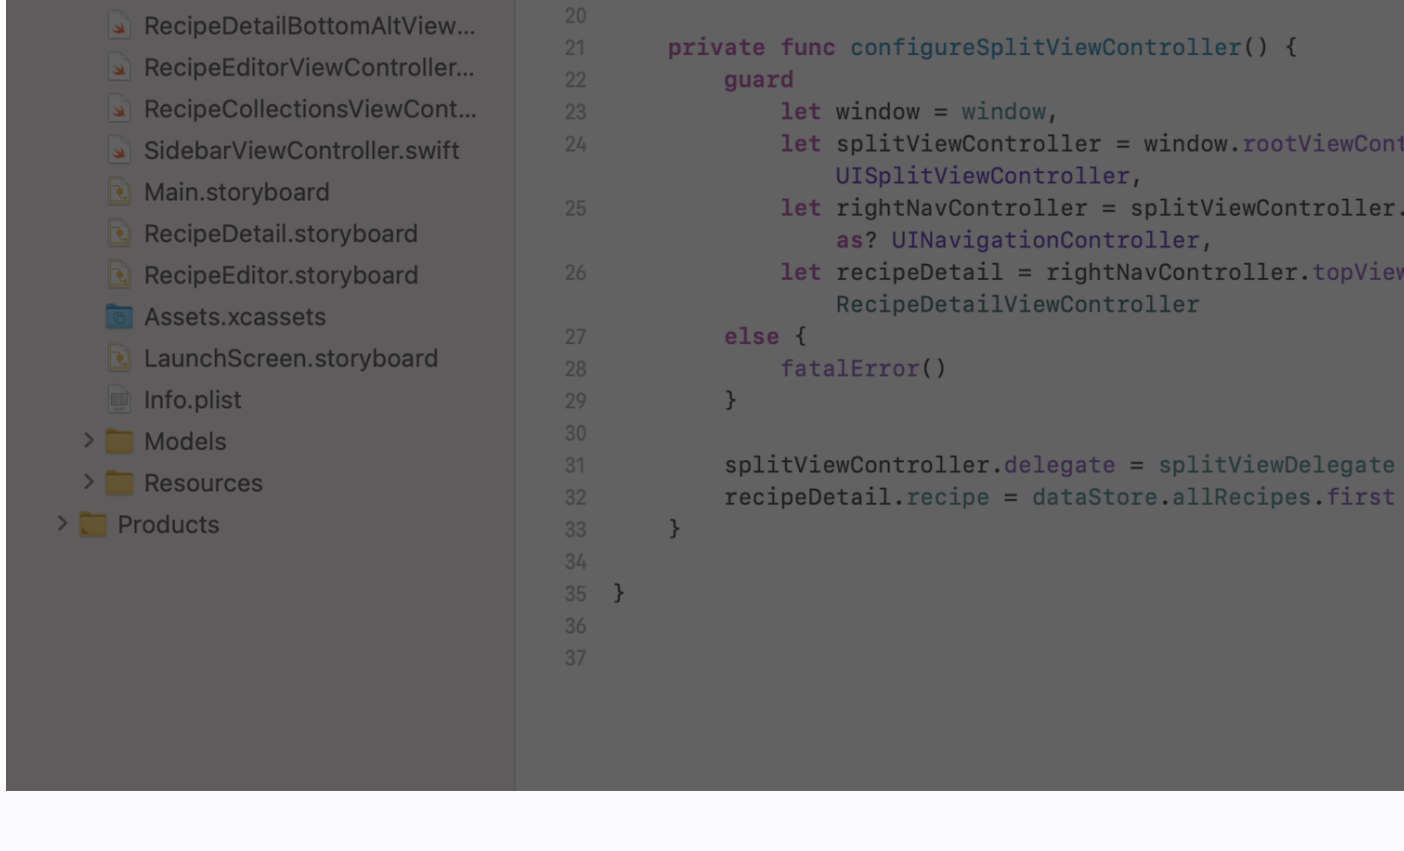 RecipeDetailBottomAltView...
RecipeEditorViewController...
RecipeCollectionsViewCont...
SidebarViewController.swift
Main.storyboard
RecipeDetail.storyboard
RecipeEditor.storyboard
Assets.xcassets
LaunchScreen.storyboard
Info.plist
Models
Resources
Products
20
21 private func configureSplitViewController() {
22 guard
23 let window = window,
24 let splitViewController = window.rootViewCont
UISplitViewController,
25 let rightNavController = splitViewController.
as? UINavigationController,
26 let recipeDetail = rightNavController.topView
RecipeDetailViewController
27 else {
28 fatalError()
29 }
30
31 splitViewController.delegate = splitViewDelegate
32 recipeDetail.recipe = dataStore.allRecipes.first
33 }
34
35 }
36
37